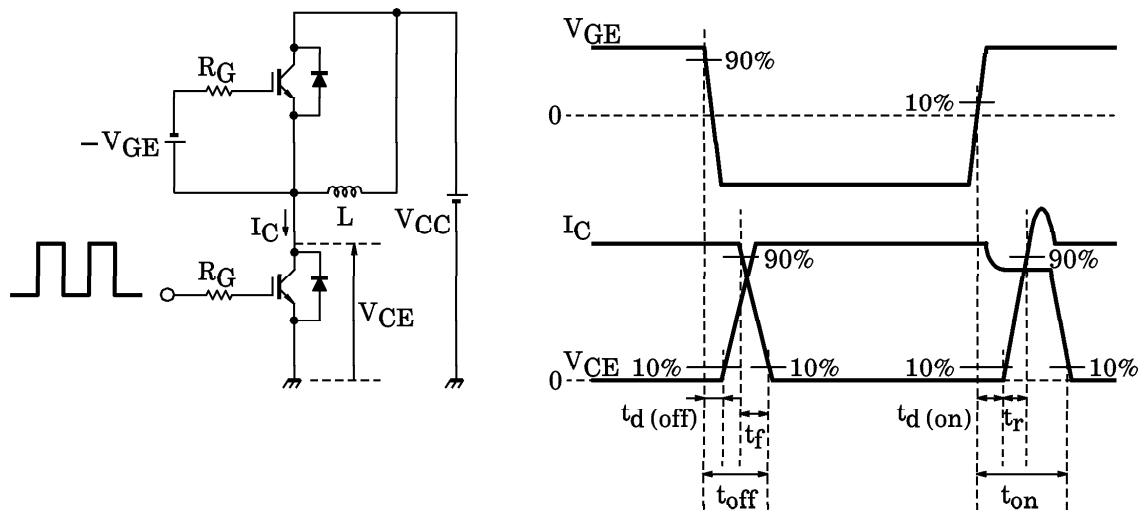 R_G
−V_GE
L
V_CC
I_C
R_G
V_CE
V_GE
90%
10%
0
I_C
90%
90%
V_CE
10%
10%
10%
10%
0
t_d (off)
t_f
t_d (on)
t_r
t_off
t_on